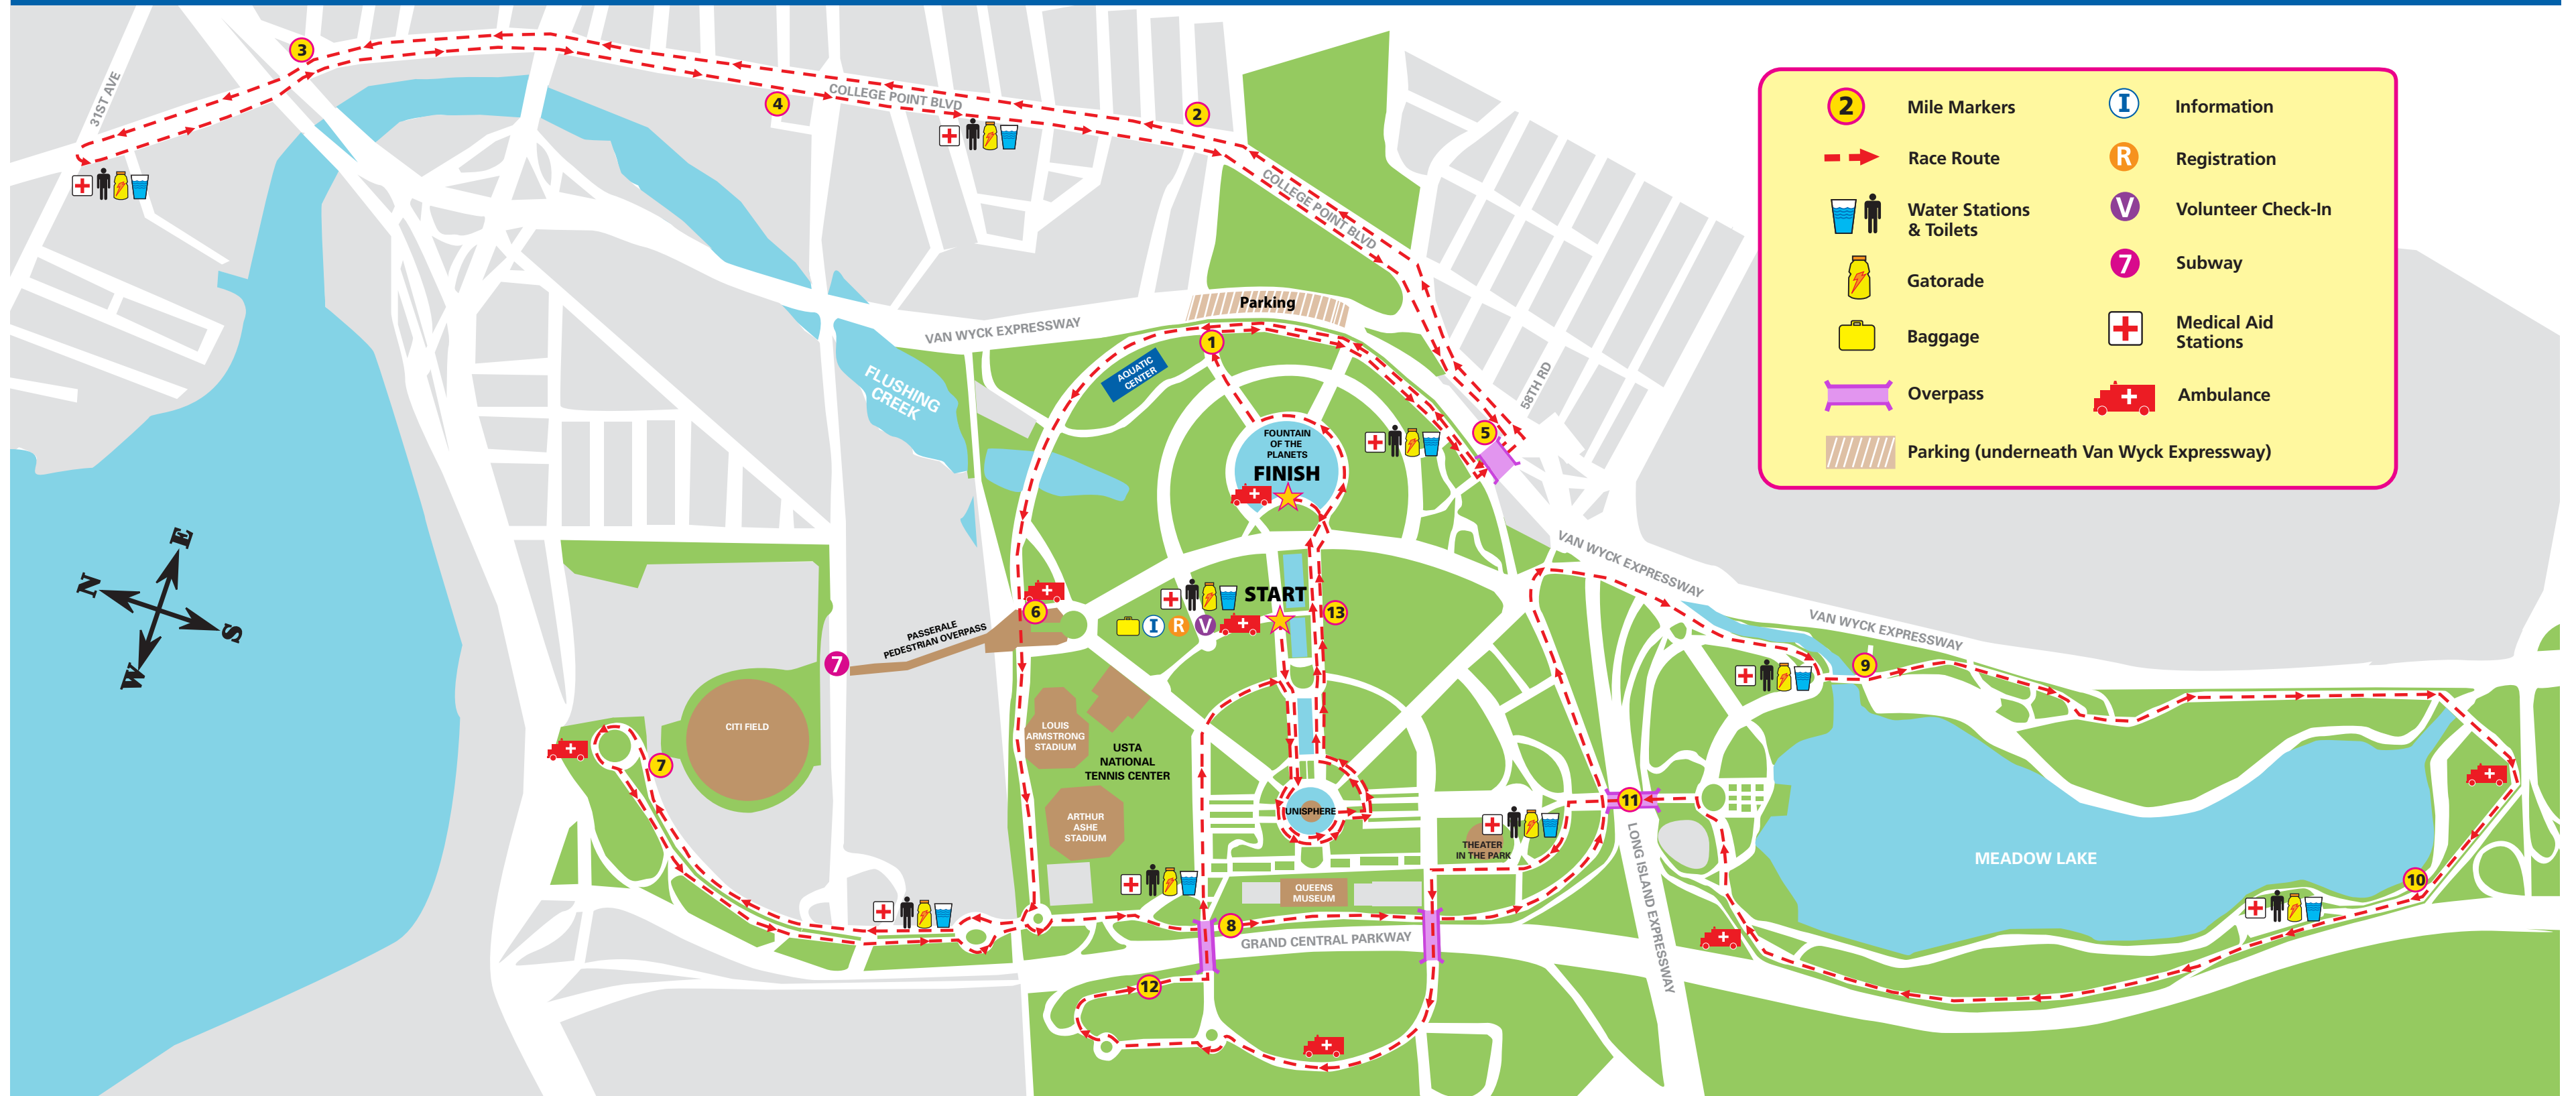 3
31ST AVE
4
COLLEGE POINT BLVD
2
COLLEGE POINT BLVD
Parking
VAN WYCK EXPRESSWAY
1
AQUATIC
CENTER
FLUSHING
CREEK
58TH RD
5
FOUNTAIN
OF THE
PLANETS
FINISH
VAN WYCK EXPRESSWAY
VAN WYCK EXPRESSWAY
E
N
S
W
START
I
R
V
6
13
PASSERALE
PEDESTRIAN OVERPASS
7
9
CITI FIELD
LOUIS
ARMSTRONG
STADIUM
USTA
NATIONAL
TENNIS CENTER
7
ARTHUR
ASHE
STADIUM
UNISPHERE
11
THEATER
IN THE PARK
LONG ISLAND EXPRESSWAY
MEADOW LAKE
QUEENS
MUSEUM
10
8
GRAND CENTRAL PARKWAY
12
2
Mile Markers
Race Route
Water Stations
& Toilets
Gatorade
Baggage
Overpass
Parking (underneath Van Wyck Expressway)
I
Information
R
Registration
V
Volunteer Check-In
7
Subway
Medical Aid
Stations
Ambulance